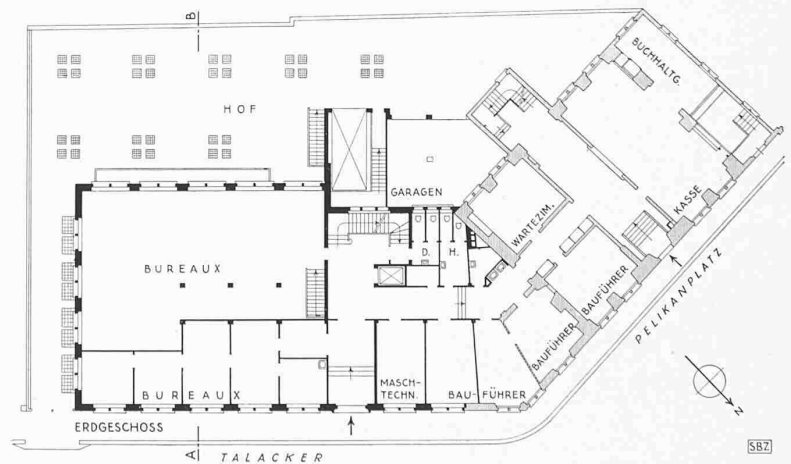 B
HOF
BUCHHALTG.
GARAGEN
WARTEZIM.
KASSE
D.
H.
BUREAUX
BAUFÜHRER
BAUFÜHRER
PELIKANPLATZ
MASCH-
TECHN.
BAU-FÜHRER
BUREAUX
N
ERDGESCHOSS
A
TALACKER
SBZ